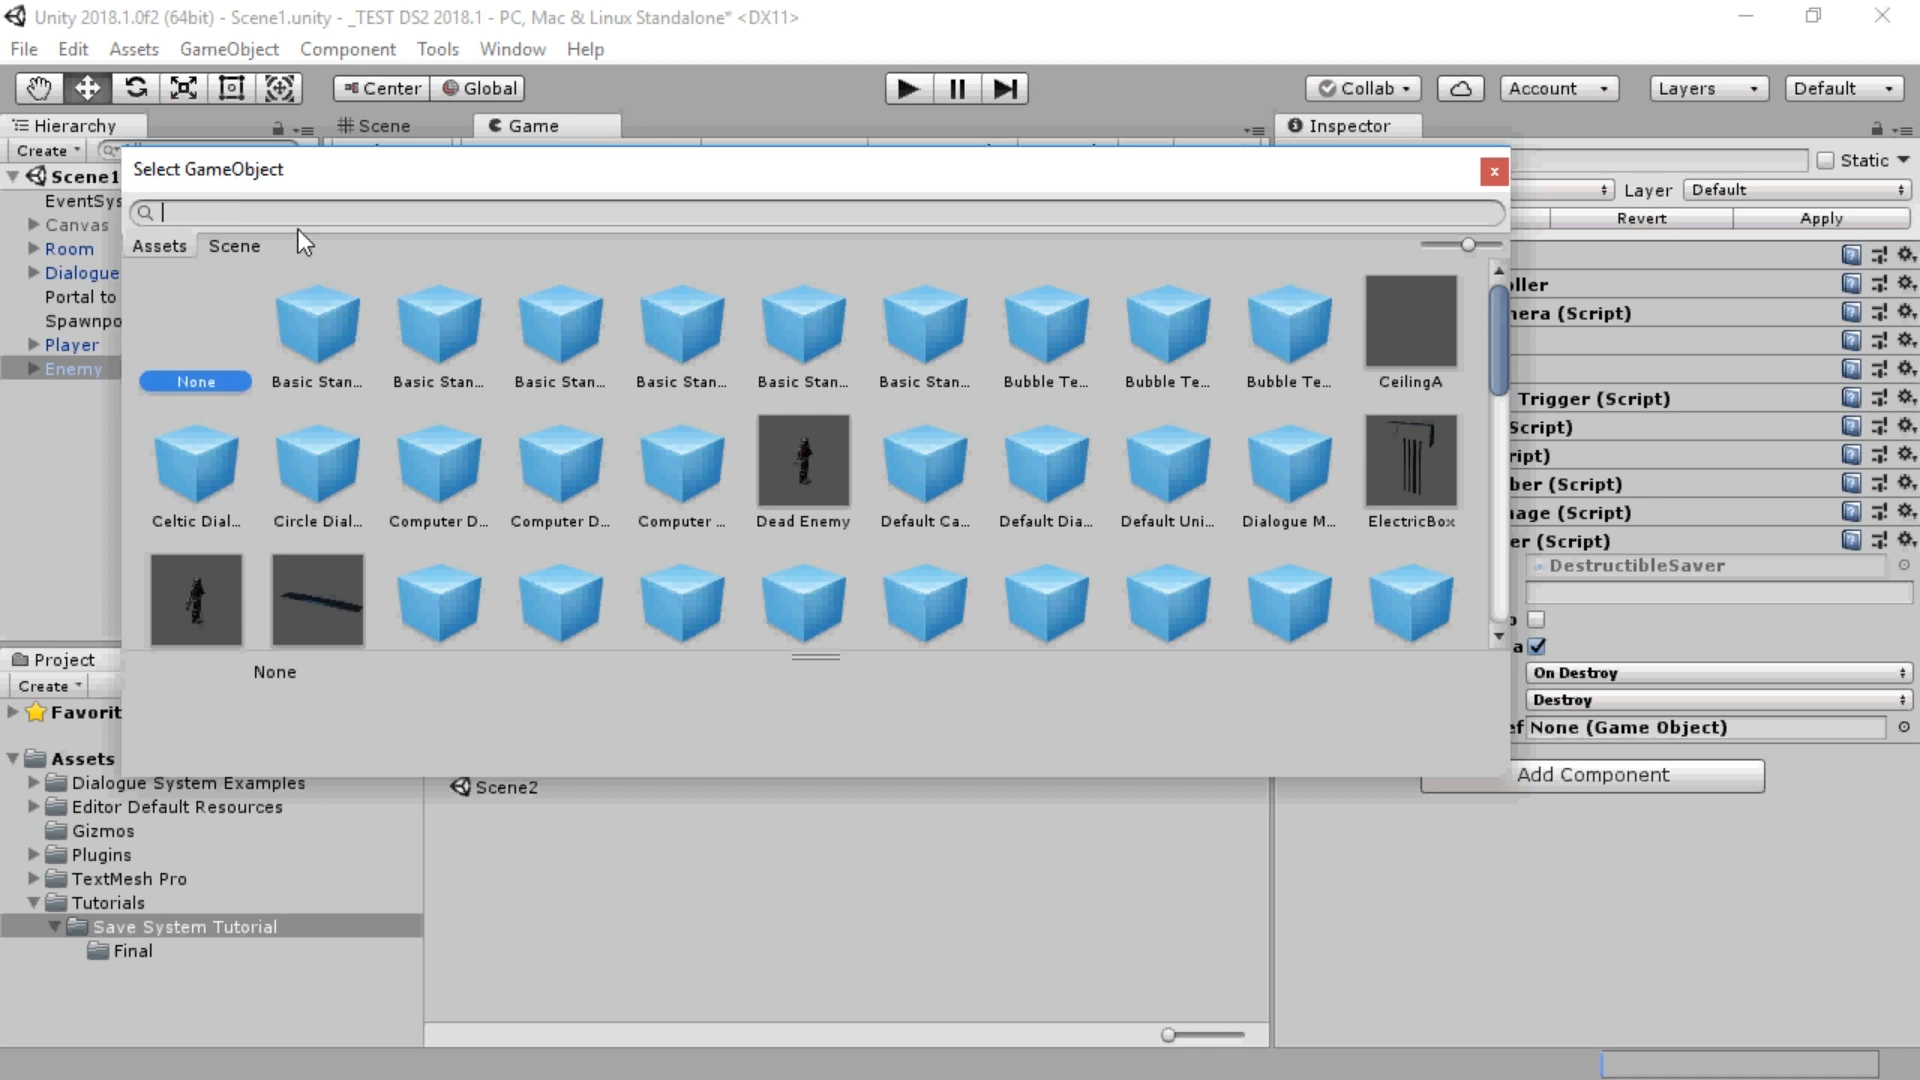 Unity 2018.1.0f2 (64bit) - Scene1.unity - _TEST DS2 2018.1 - PC, Mac & Linux Standalone* <DX11>
File Edit Assets GameObject Component Tools Window Help
Center Global Collab Account Layers Default
Hierarchy Scene Game Inspector
Create
Select GameObject x
Static
Scene1
Layer Default
EventSys
Revert Apply
Canvas
Assets Scene
Room
Dialogue
Portal to
Spawnpo
Player
Enemy
None Basic Stan... Basic Stan... Basic Stan... Basic Stan... Basic Stan... Basic Stan... Bubble Te... Bubble Te... Bubble Te... CeilingA
Celtic Dial... Circle Dial... Computer D... Computer D... Computer ... Dead Enemy Default Ca... Default Dia... Default Uni... Dialogue M... ElectricBox
None
oller
nera (Script)
Trigger (Script)
Script)
ript)
ber (Script)
nage (Script)
er (Script)
DestructibleSaver
a
On Destroy
Destroy
ef None (Game Object)
Add Component
Project
Create
Favorit
Assets
Dialogue System Examples
Editor Default Resources
Gizmos
Plugins
TextMesh Pro
Tutorials
Save System Tutorial
Final
Scene2